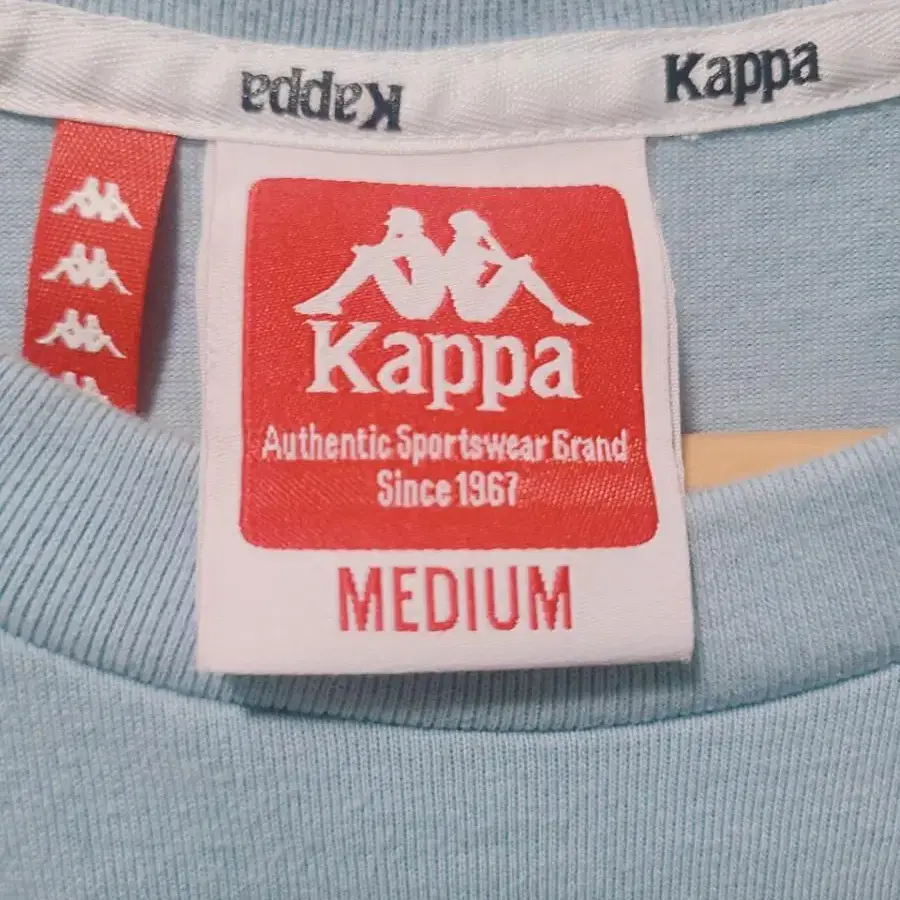 Kappa
Kappa
Kappa
Authentic Sportswear Brand
Since 1967
MEDIUM